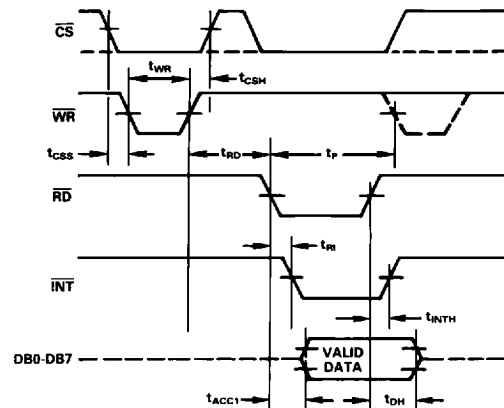 CS
tWR
tCSH
WR
tCSS
tRD
tP
RD
tRI
INT
tINTH
DB0-DB7
VALID
DATA
tACC1
tDH